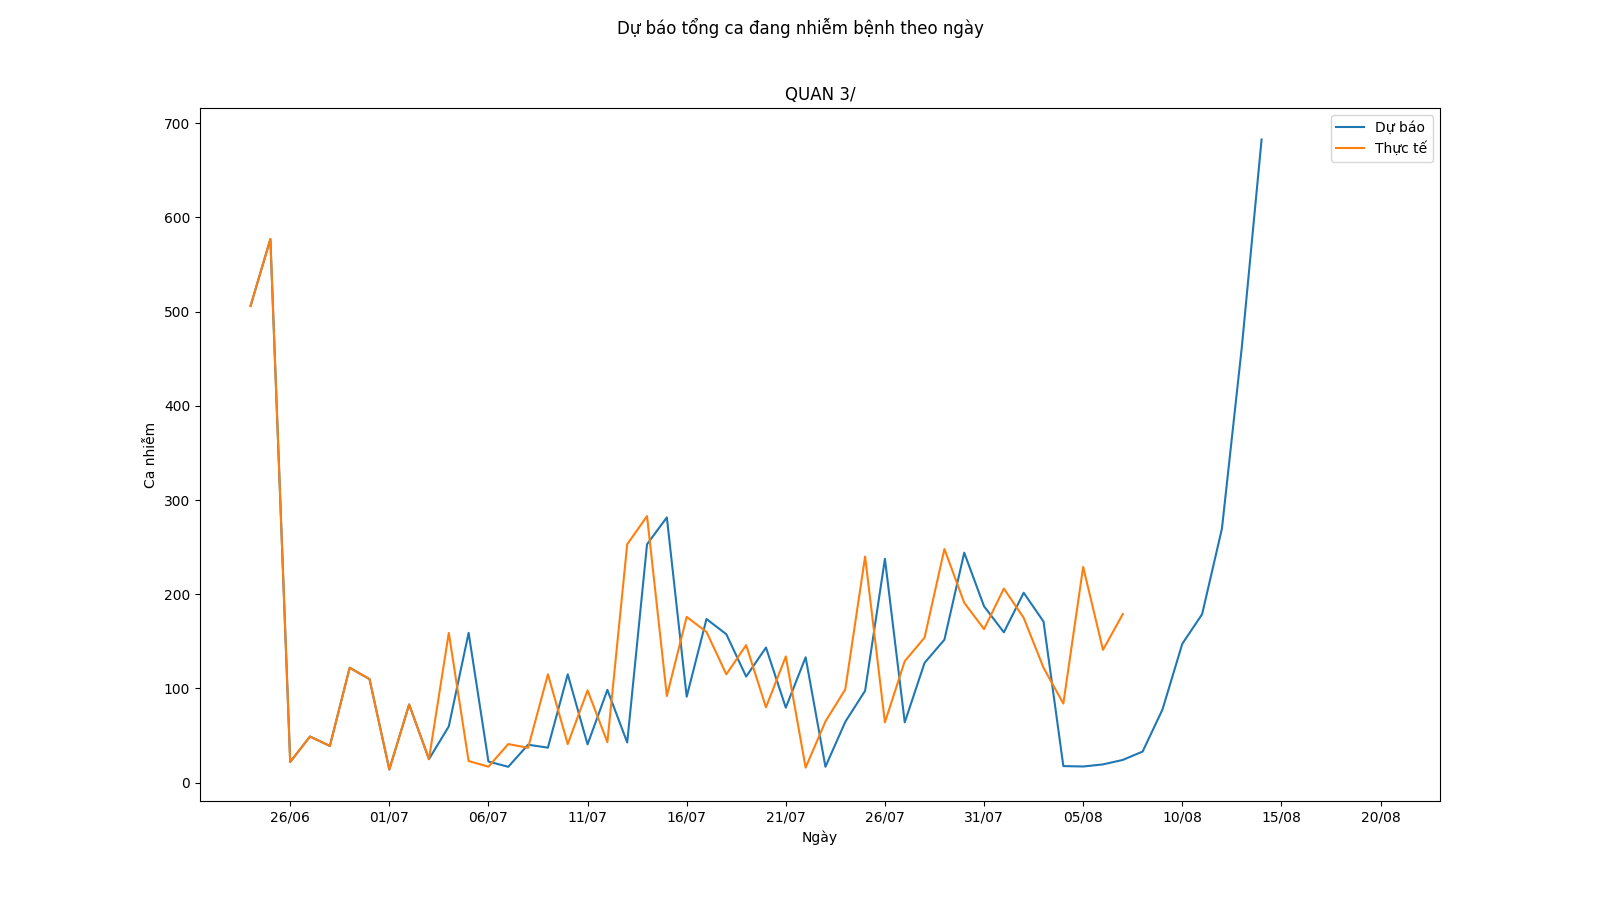 Dự báo tổng ca đang nhiễm bệnh theo ngày
QUAN 3/
Dự báo
Thực tế
700
600
500
400
300
200
100
0
Ca nhiễm
26/06 01/07 06/07 11/07 16/07 21/07 26/07 31/07 05/08 10/08 15/08 20/08
Ngày